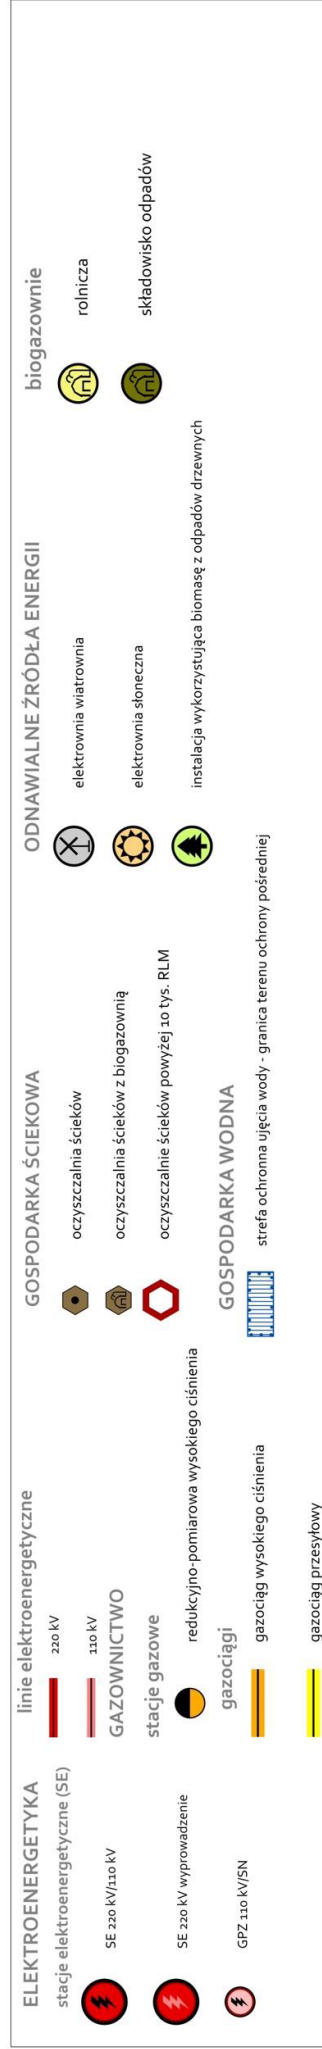 ELEKTROENERGETYKA
stacje elektroenergetyczne (SE)
SE 220 kV/110 kV
SE 220 kV wyprowadzenie
GPZ 110 kV/SN
linie elektroenergetyczne
220 kV
110 kV
GAZOWNICTWO
stacje gazowe
redukcyjno-pomiarowa wysokiego ciśnienia
gazociągi
gazociąg wysokiego ciśnienia
gazociąg przesyłowy
GOSPODARKA ŚCIEKOWA
oczyszczalnia ścieków
oczyszczalnia ścieków z biogazownią
oczyszczalnie ścieków powyżej 10 tys. RLM
GOSPODARKA WODNA
strefa ochronna ujęcia wody - granica terenu ochrony pośredniej
ODNAWIALNE ŹRÓDŁA ENERGII
elektrownia wiatrownia
elektrownia słoneczna
instalacja wykorzystująca biomasę z odpadów drzewnych
biogazownie
rolnicza
składowisko odpadów